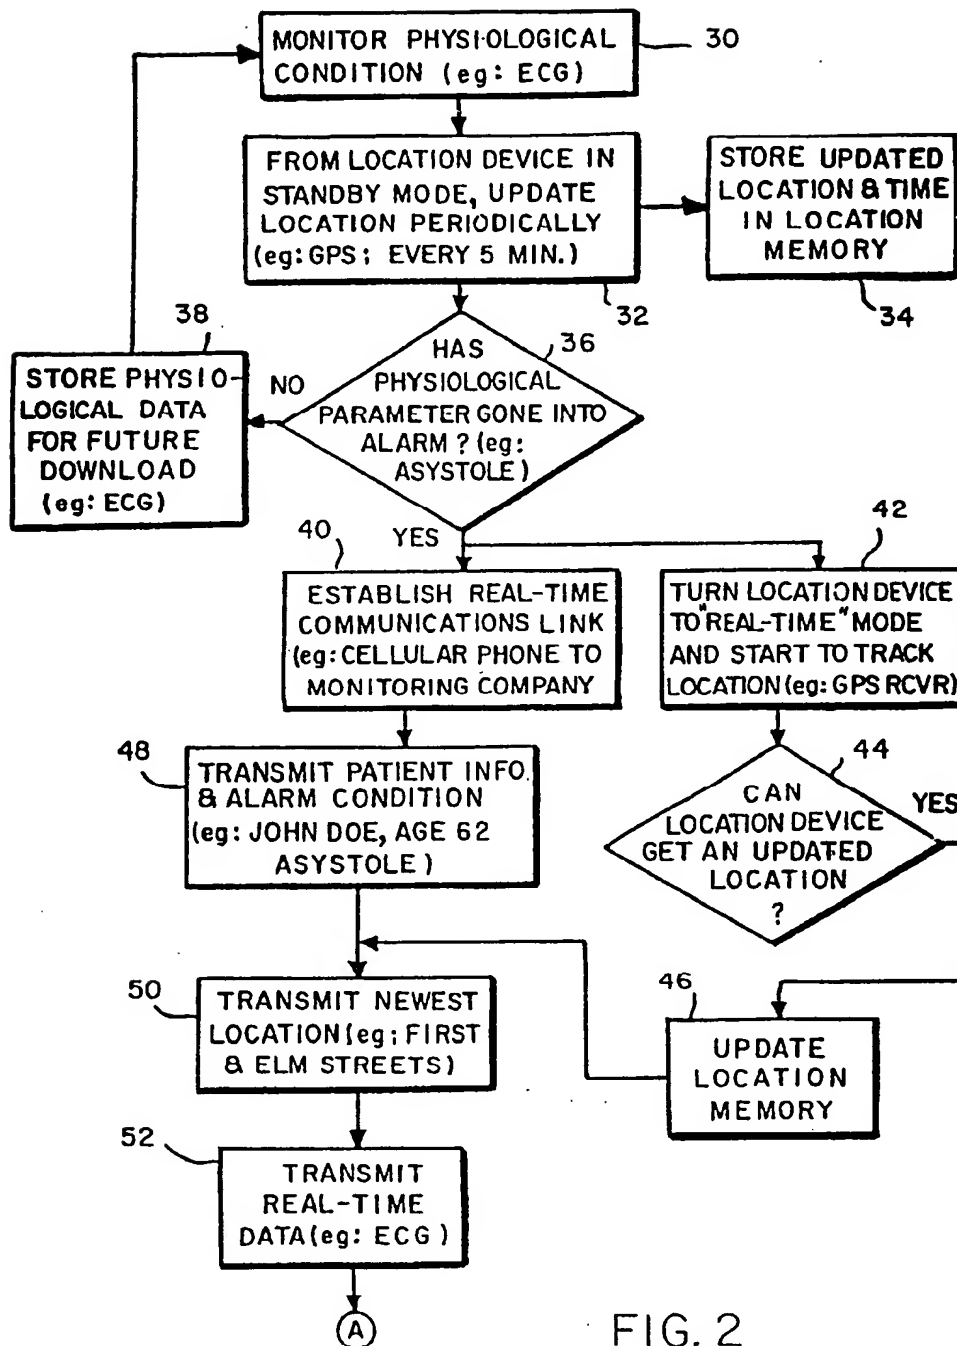 MONITOR PHYSIOLOGICAL
CONDITION (eg: ECG)
30
FROM LOCATION DEVICE IN
STANDBY MODE, UPDATE
LOCATION PERIODICALLY
(eg: GPS; EVERY 5 MIN.)
32
STORE UPDATED
LOCATION & TIME
IN LOCATION
MEMORY
34
HAS
PHYSIOLOGICAL
PARAMETER GONE INTO
ALARM? (eg:
ASYSTOLE)
36
NO
38
STORE PHYSIO-
LOGICAL DATA
FOR FUTURE
DOWNLOAD
(eg: ECG)
YES
40
ESTABLISH REAL-TIME
COMMUNICATIONS LINK
(eg: CELLULAR PHONE TO
MONITORING COMPANY
42
TURN LOCATION DEVICE
TO "REAL-TIME" MODE
AND START TO TRACK
LOCATION (eg: GPS RCVR)
44
CAN
LOCATION DEVICE
GET AN UPDATED
LOCATION
?
YES
48
TRANSMIT PATIENT INFO.
& ALARM CONDITION
(eg: JOHN DOE, AGE 62
ASYSTOLE)
46
UPDATE
LOCATION
MEMORY
50
TRANSMIT NEWEST
LOCATION (eg; FIRST
& ELM STREETS)
52
TRANSMIT
REAL-TIME
DATA (eg: ECG)
A
FIG. 2